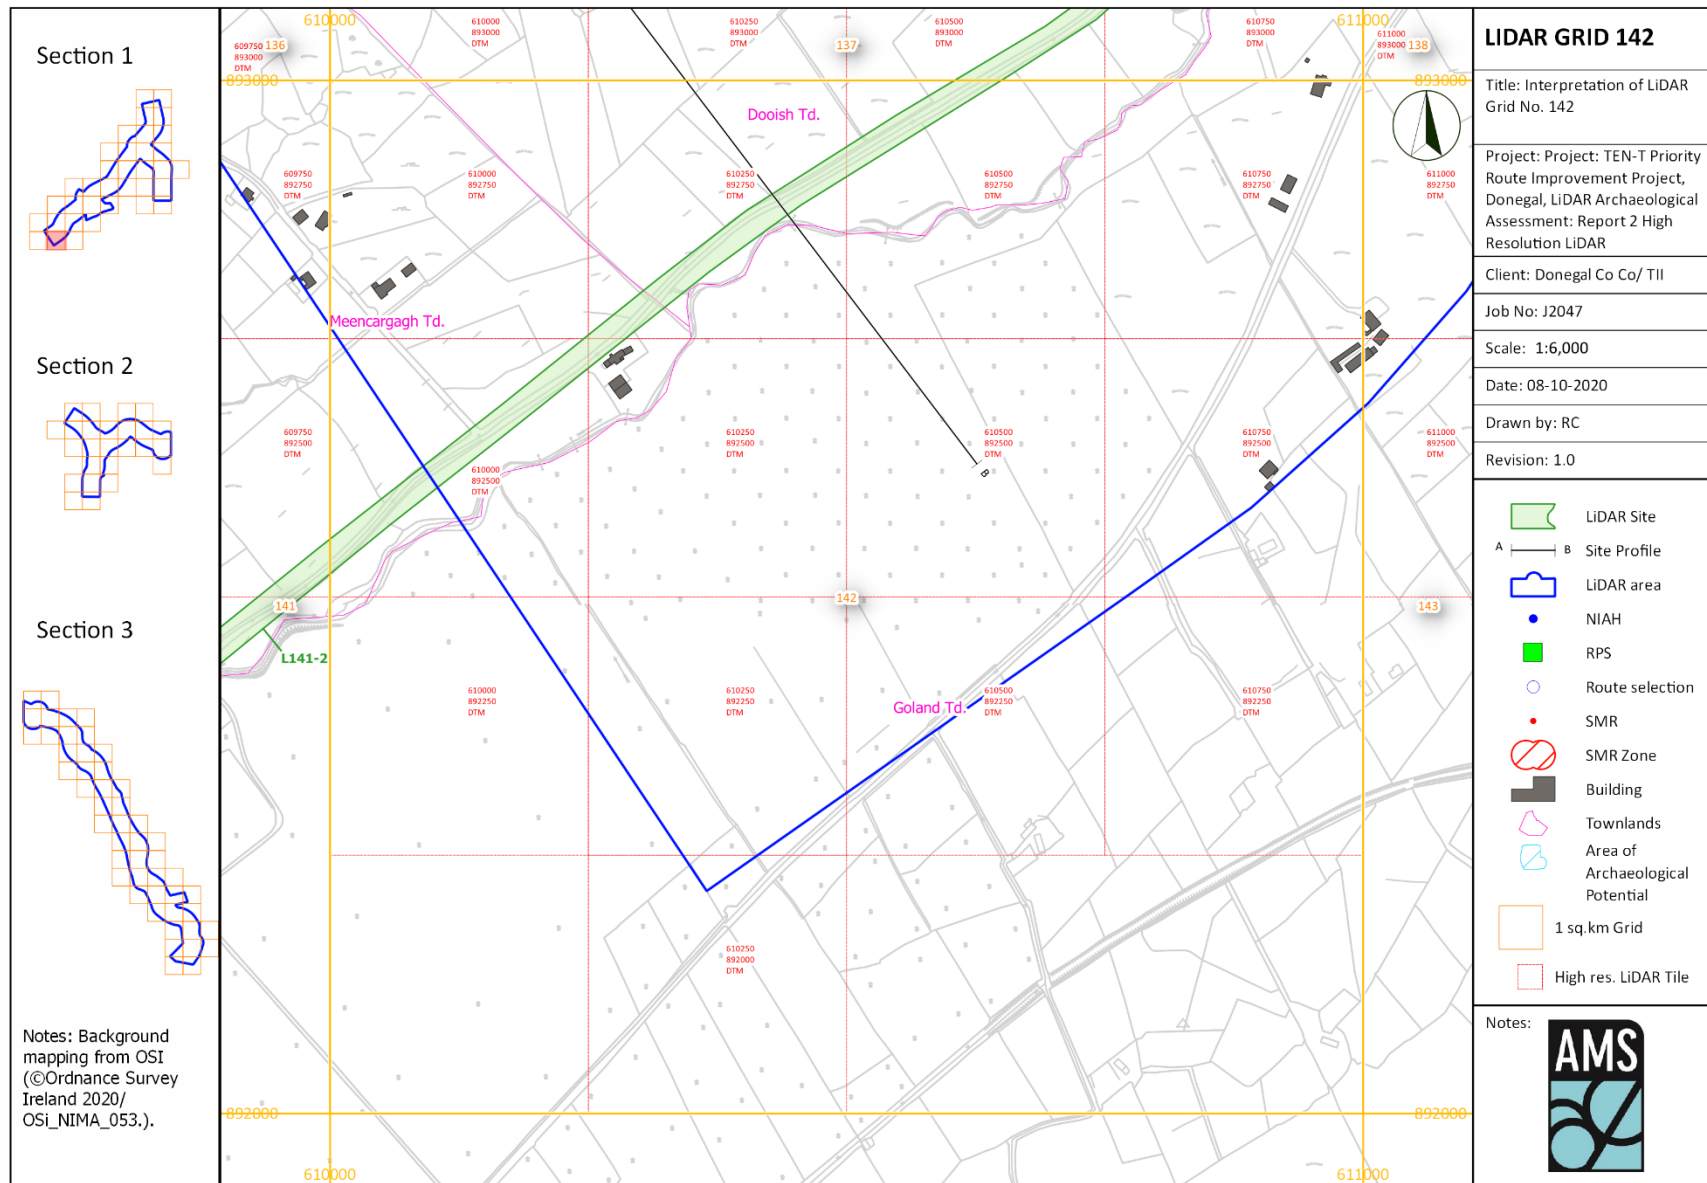 Section 1
Section 2
Section 3
Notes: Background
mapping from OSI
(©Ordnance Survey
Ireland 2020/
OSi_NIMA_053.).
610000
611000
136
137
138
609750
893000
DTM
610000
893000
DTM
610250
893000
DTM
610500
893000
DTM
610750
893000
DTM
611000
893000
DTM
893000
893000
Dooish Td.
609750
892750
DTM
610000
892750
DTM
610250
892750
DTM
610500
892750
DTM
610750
892750
DTM
611000
892750
DTM
Meencargagh Td.
609750
892500
DTM
610000
892500
DTM
610250
892500
DTM
610500
892500
DTM
610750
892500
DTM
611000
892500
DTM
B
141
142
143
L141-2
610000
892250
DTM
610250
892250
DTM
610500
892250
DTM
610750
892250
DTM
Goland Td.
610250
892000
DTM
892000
892000
610000
611000
LIDAR GRID 142
Title: Interpretation of LiDAR
Grid No. 142
Project: Project: TEN-T Priority
Route Improvement Project,
Donegal, LiDAR Archaeological
Assessment: Report 2 High
Resolution LiDAR
Client: Donegal Co Co/ TII
Job No: J2047
Scale: 1:6,000
Date: 08-10-2020
Drawn by: RC
Revision: 1.0
LiDAR Site
A B Site Profile
LiDAR area
NIAH
RPS
Route selection
SMR
SMR Zone
Building
Townlands
Area of
Archaeological
Potential
1 sq.km Grid
High res. LiDAR Tile
Notes:
AMS